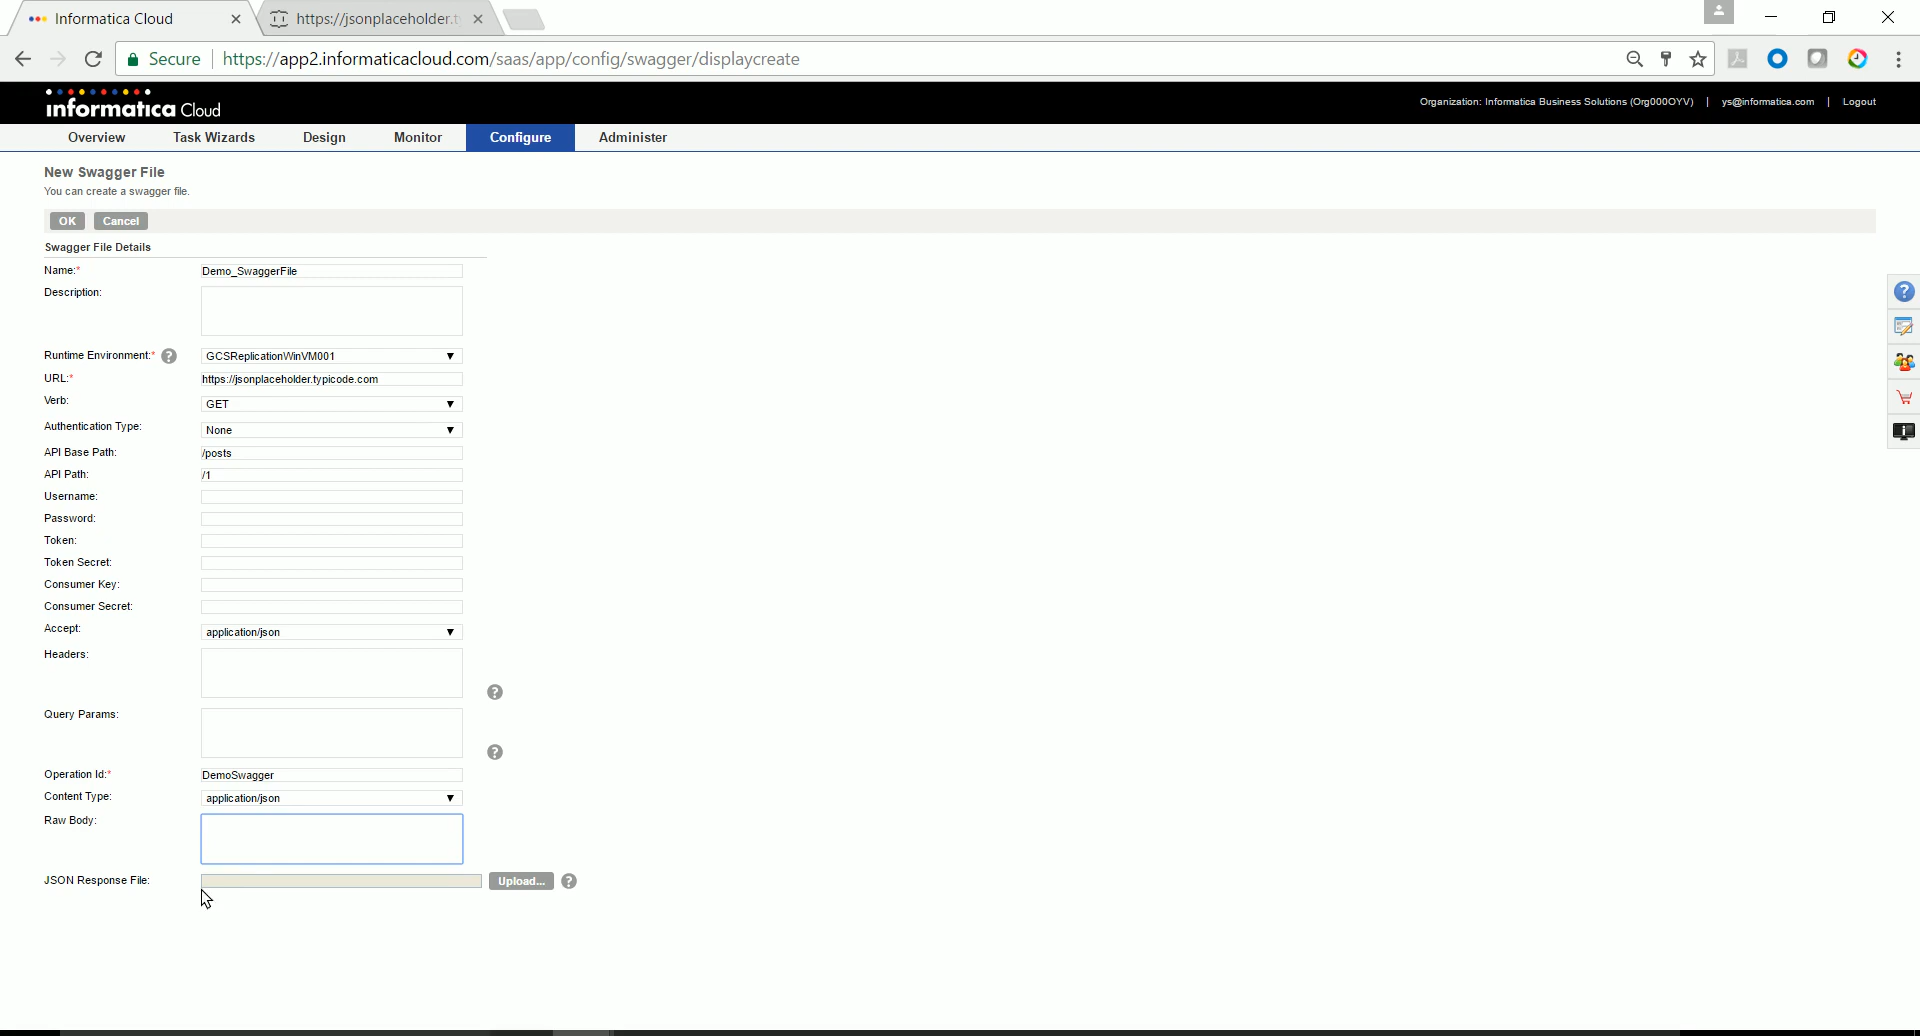 Informatica Cloud
https://jsonplaceholder.t
Secure https://app2.informaticacloud.com/saas/app/config/swagger/displaycreate
informatica Cloud
Organization: Informatica Business Solutions (Org000OYV) | ys@informatica.com | Logout
Overview Task Wizards Design Monitor Configure Administer
New Swagger File
You can create a swagger file.
OK Cancel
Swagger File Details
Name:* Demo_SwaggerFile
Description:
Runtime Environment:* ? GCSReplicationWinVM001
URL:* https://jsonplaceholder.typicode.com
Verb: GET
Authentication Type: None
API Base Path: /posts
API Path: /1
Username:
Password:
Token:
Token Secret:
Consumer Key:
Consumer Secret:
Accept: application/json
Headers:
?
Query Params:
?
Operation Id:* DemoSwagger
Content Type: application/json
Raw Body:
JSON Response File: Upload... ?